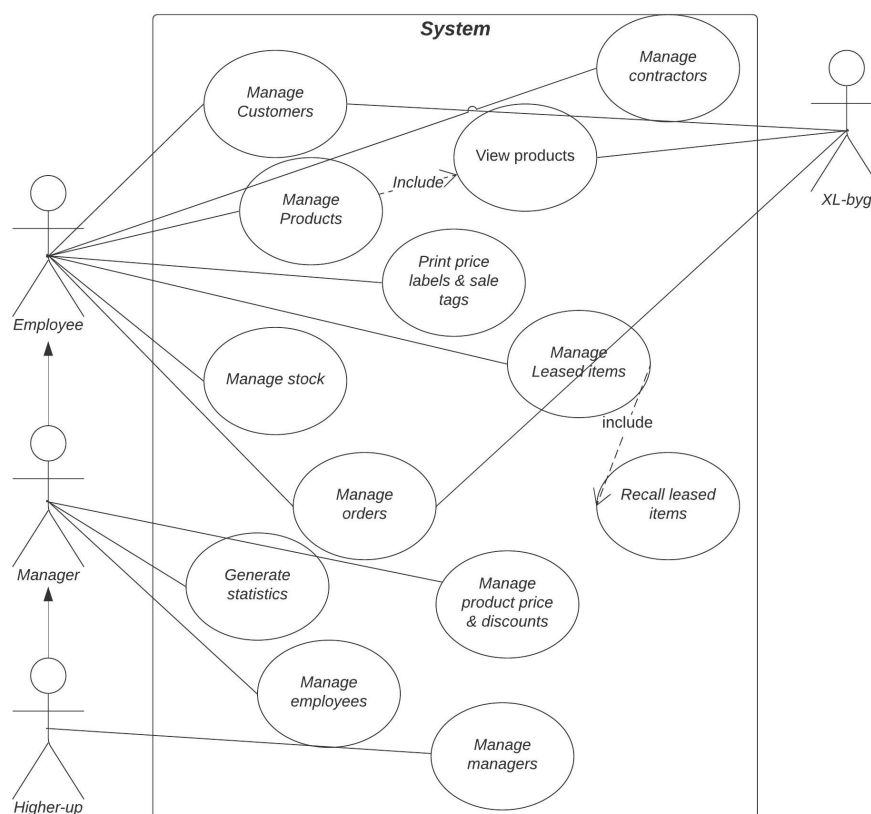 System
Manage
contractors
Manage
Customers
View products
Include
Manage
Products
XL-byg
Print price
labels & sale
tags
Employee
Manage
Leased items
Manage stock
include
Manage
orders
Recall leased
items
Manager
Generate
statistics
Manage
product price
& discounts
Manage
employees
Manage
managers
Higher-up